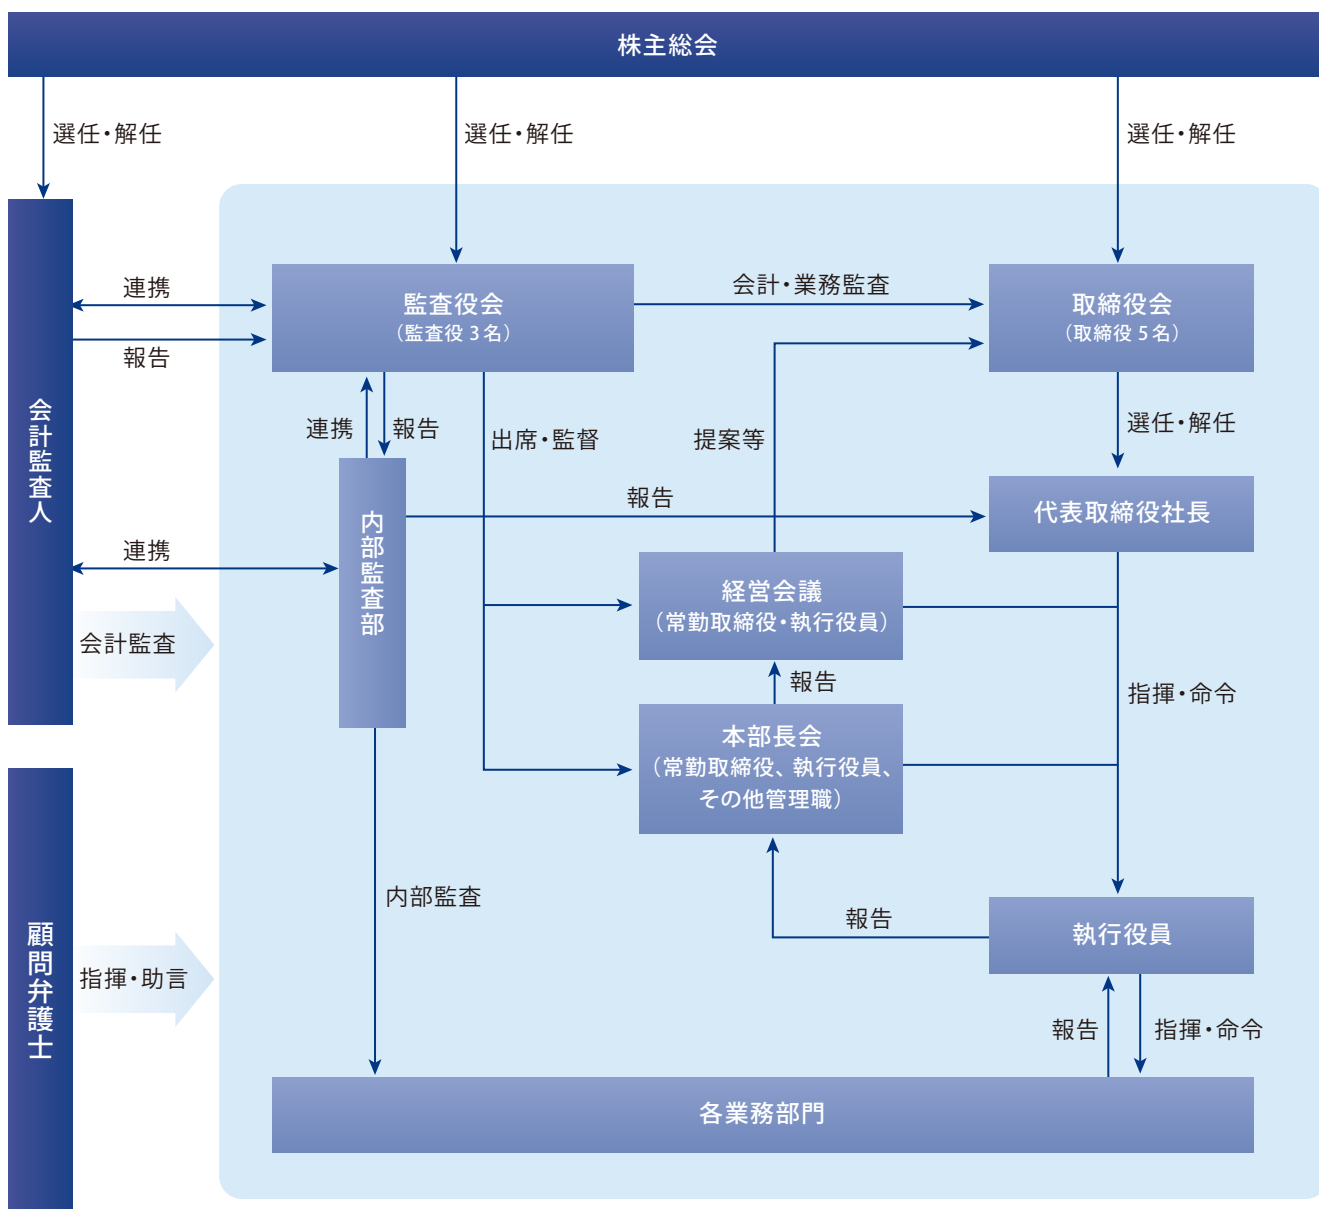 株主総会
選任・解任
選任・解任
選任・解任
連携
報告
監査役会
（監査役 3 名）
会計・業務監査
取締役会
（取締役 5 名）
会計監査人
連携
報告
出席・監督
提案等
選任・解任
内部監査部
報告
代表取締役社長
連携
経営会議
（常勤取締役・執行役員）
会計監査
報告
指揮・命令
本部長会
（常勤取締役、執行役員、
その他管理職）
内部監査
報告
執行役員
顧問弁護士
指揮・助言
報告
指揮・命令
各業務部門